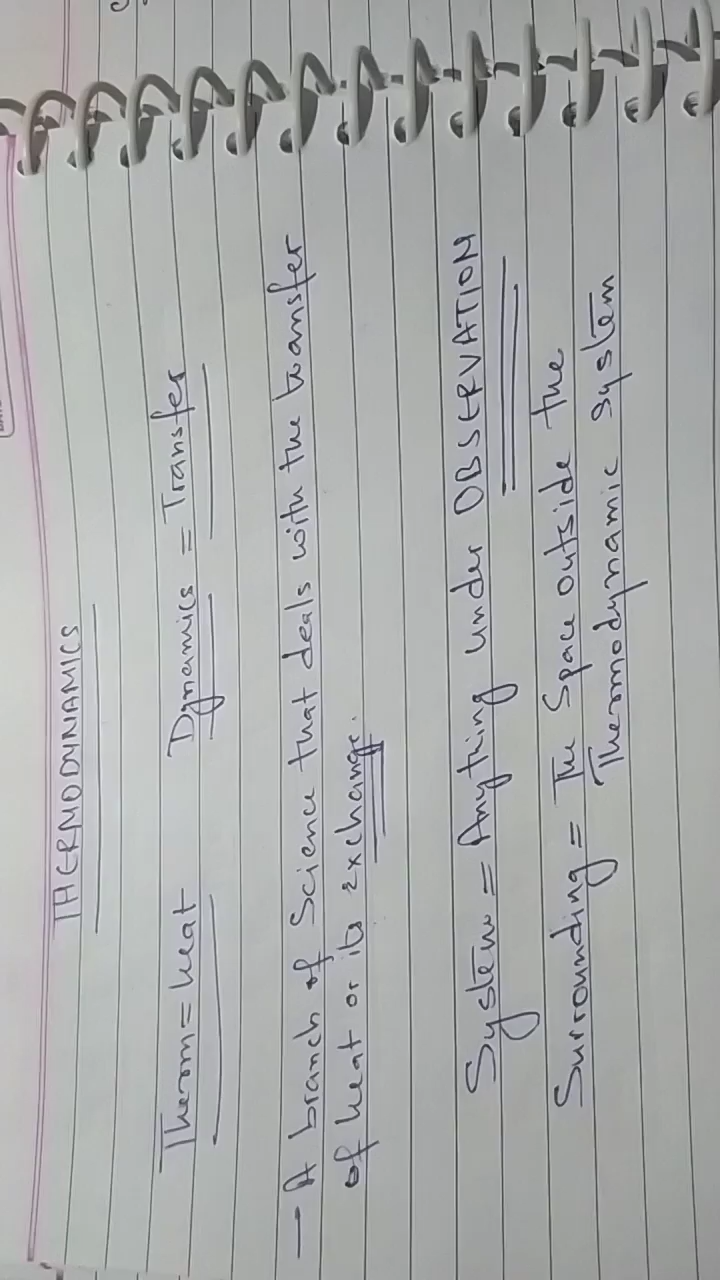 THERMODYNAMICS
Therm = heat Dynamics = Transfer
→ A branch of Science that deals with the transfer
of heat or its exchange.
System = Anything under OBSERVATION
Surrounding = The Space outside the
Thermodynamic System